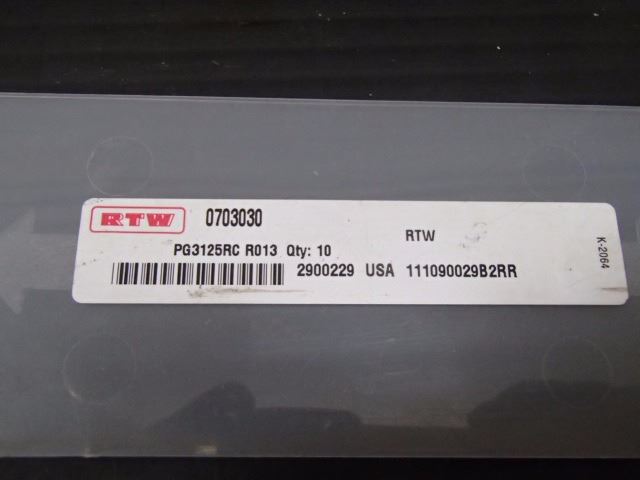 RTW 0703030
RTW
PG3125RC R013 Qty: 10
2900229 USA 111090029B2RR
K-2064